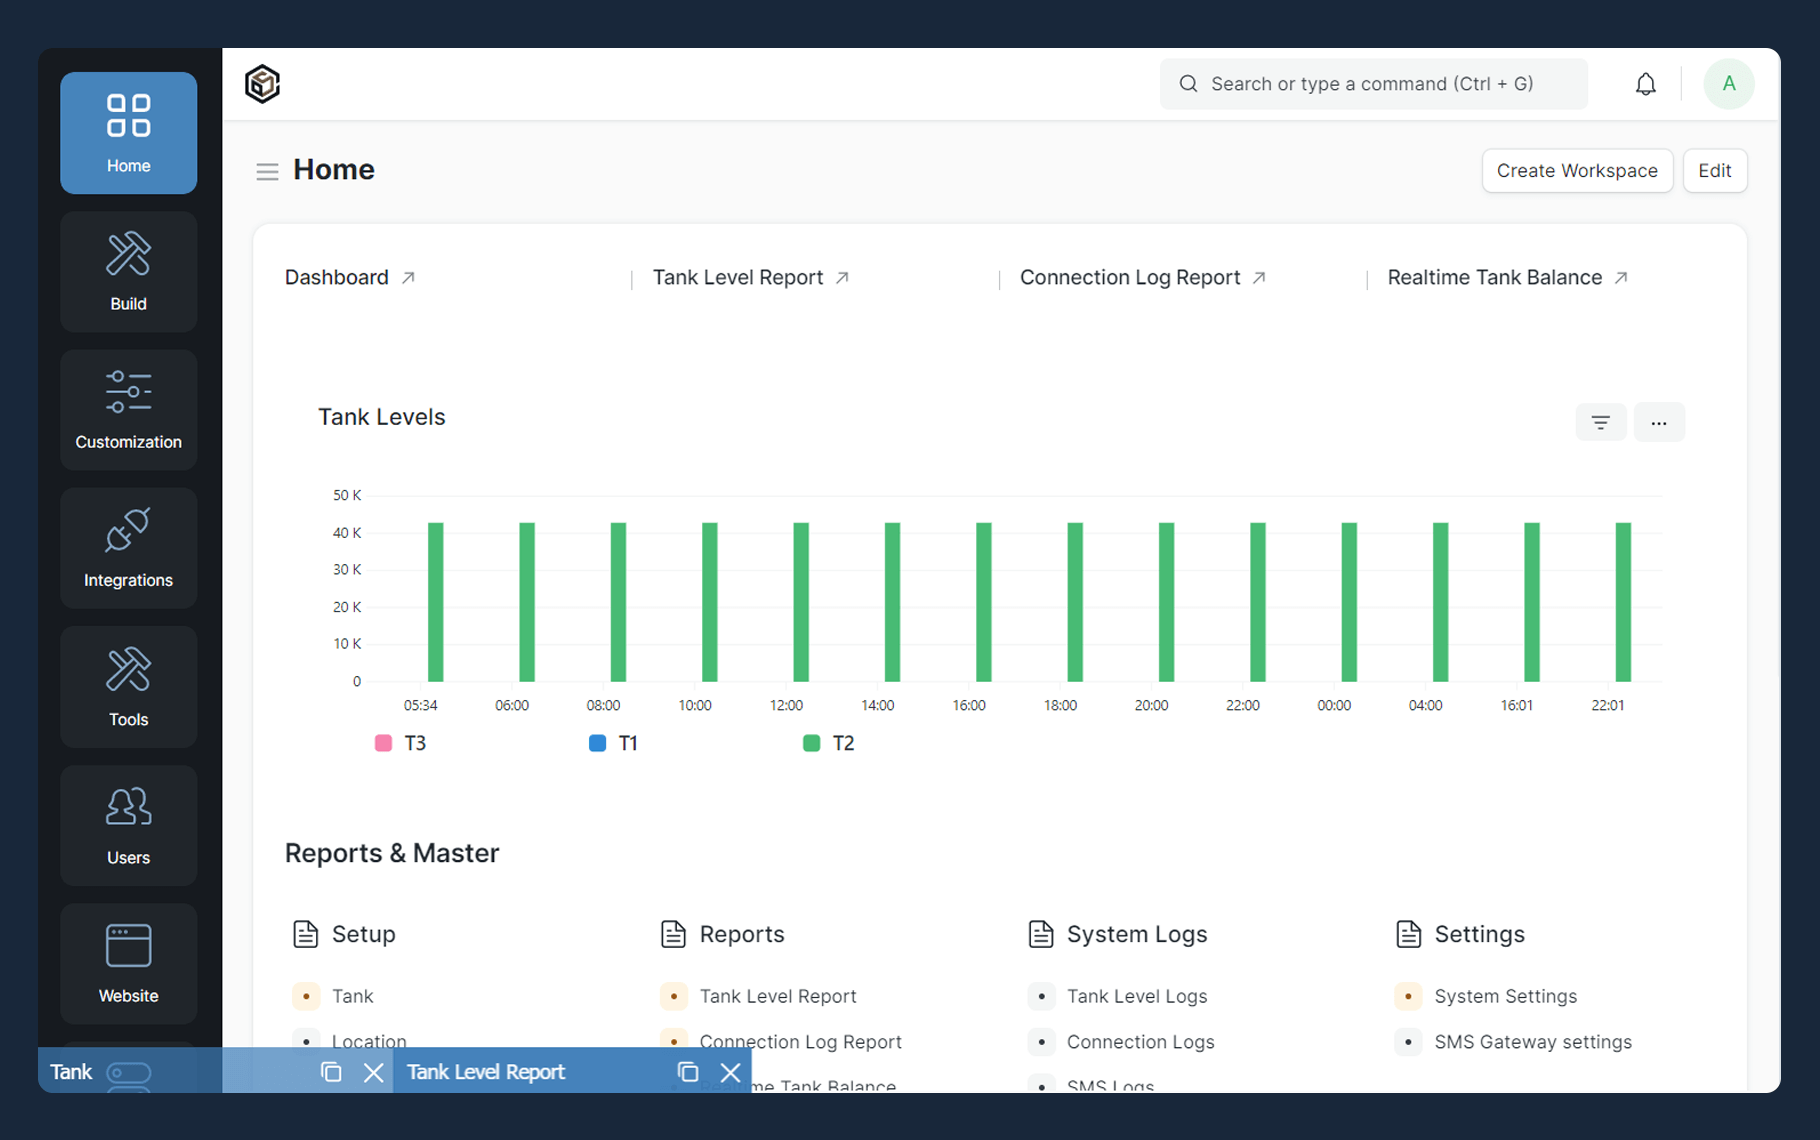 Home
Build
Customization
Integrations
Tools
Users
Website
Search or type a command (Ctrl + G)
A
Home
Create Workspace
Edit
Dashboard
Tank Level Report
Connection Log Report
Realtime Tank Balance
Tank Levels
...
50 K
40 K
30 K
20 K
10 K
0
05:34 06:00 08:00 10:00 12:00 14:00 16:00 18:00 20:00 22:00 00:00 04:00 16:01 22:01
T3 T1 T2
Reports & Master
Setup
Tank
Location
Reports
Tank Level Report
Connection Log Report
Realtime Tank Balance
System Logs
Tank Level Logs
Connection Logs
SMS Logs
Settings
System Settings
SMS Gateway settings
Tank
Tank Level Report